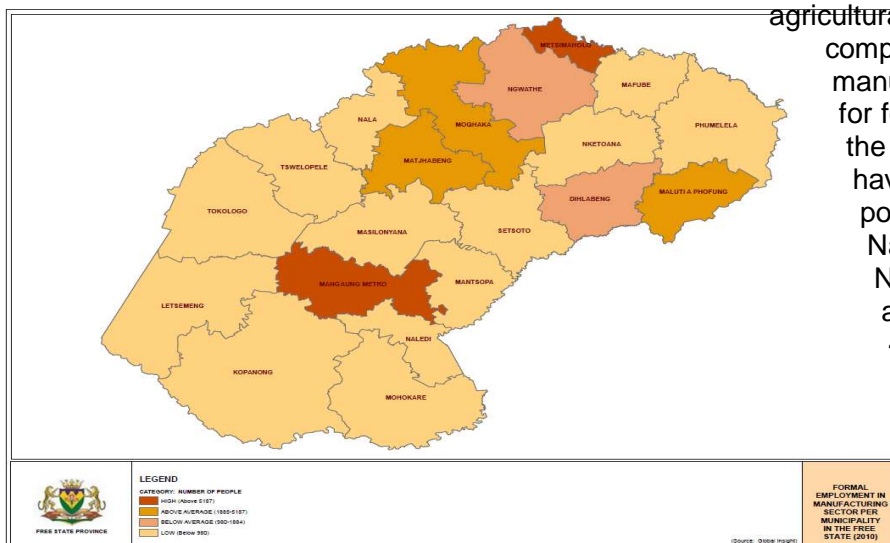 agricultura
comp
manu
for f
the
hav
po
Na
N
a
METSIMAHOLO
NGWATHE
MAFUBE
NALA
MOQHAKA
PHUMELELA
NKETOANA
TSWELOPELE
MATJHABENG
DIHLABENG
MALUTI A PHOFUNG
TOKOLOGO
MASILONYANA
SETSOTO
MANGAUNG METRO
MANTSOPA
LETSEMENG
NALEDI
KOPANONG
MOHOKARE
FREE STATE PROVINCE
LEGEND
CATEGORY: NUMBER OF PEOPLE
HIGH (Above 5187)
ABOVE AVERAGE (1885-5187)
BELOW AVERAGE (980-1884)
LOW (Below 980)
(Source: Global Insight)
FORMAL
EMPLOYMENT IN
MANUFACTURING
SECTOR PER
MUNICIPALITY
IN THE FREE
STATE (2010)